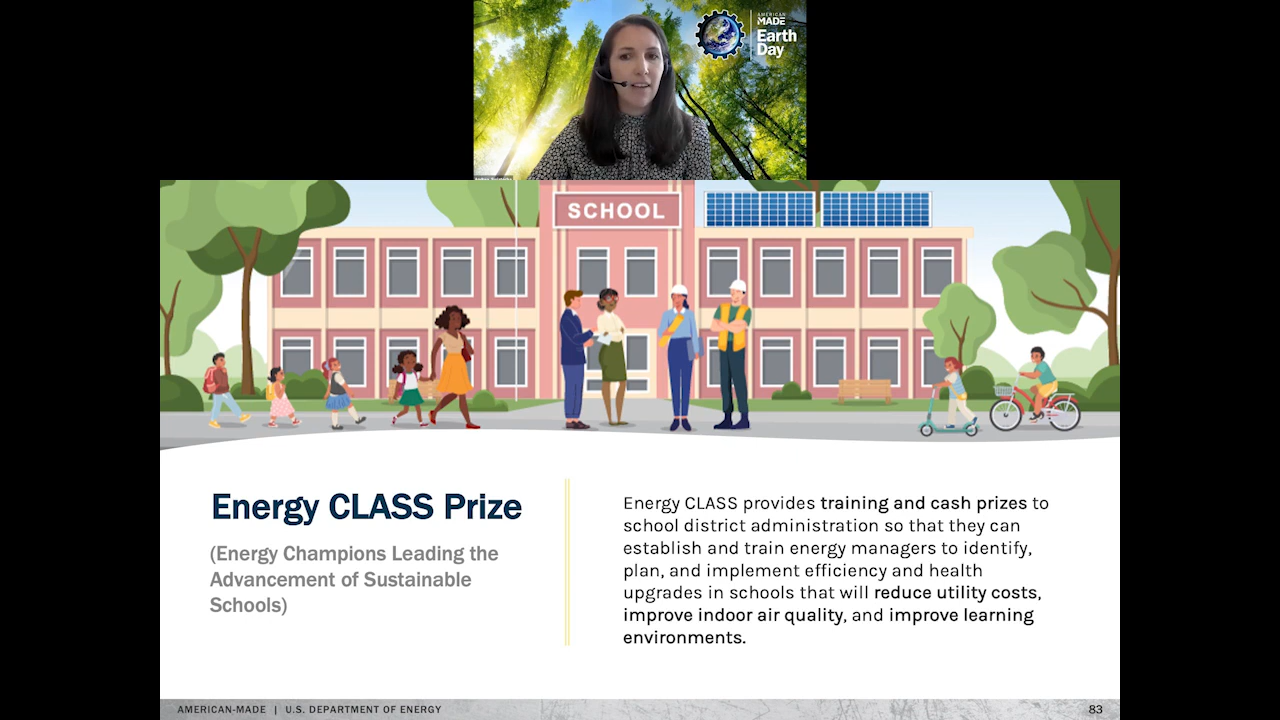 AMERICAN
MADE
Earth
Day
SCHOOL
Energy CLASS Prize
(Energy Champions Leading the
Advancement of Sustainable
Schools)
Energy CLASS provides training and cash prizes to
school district administration so that they can
establish and train energy managers to identify,
plan, and implement efficiency and health
upgrades in schools that will reduce utility costs,
improve indoor air quality, and improve learning
environments.
AMERICAN-MADE | U.S. DEPARTMENT OF ENERGY
83